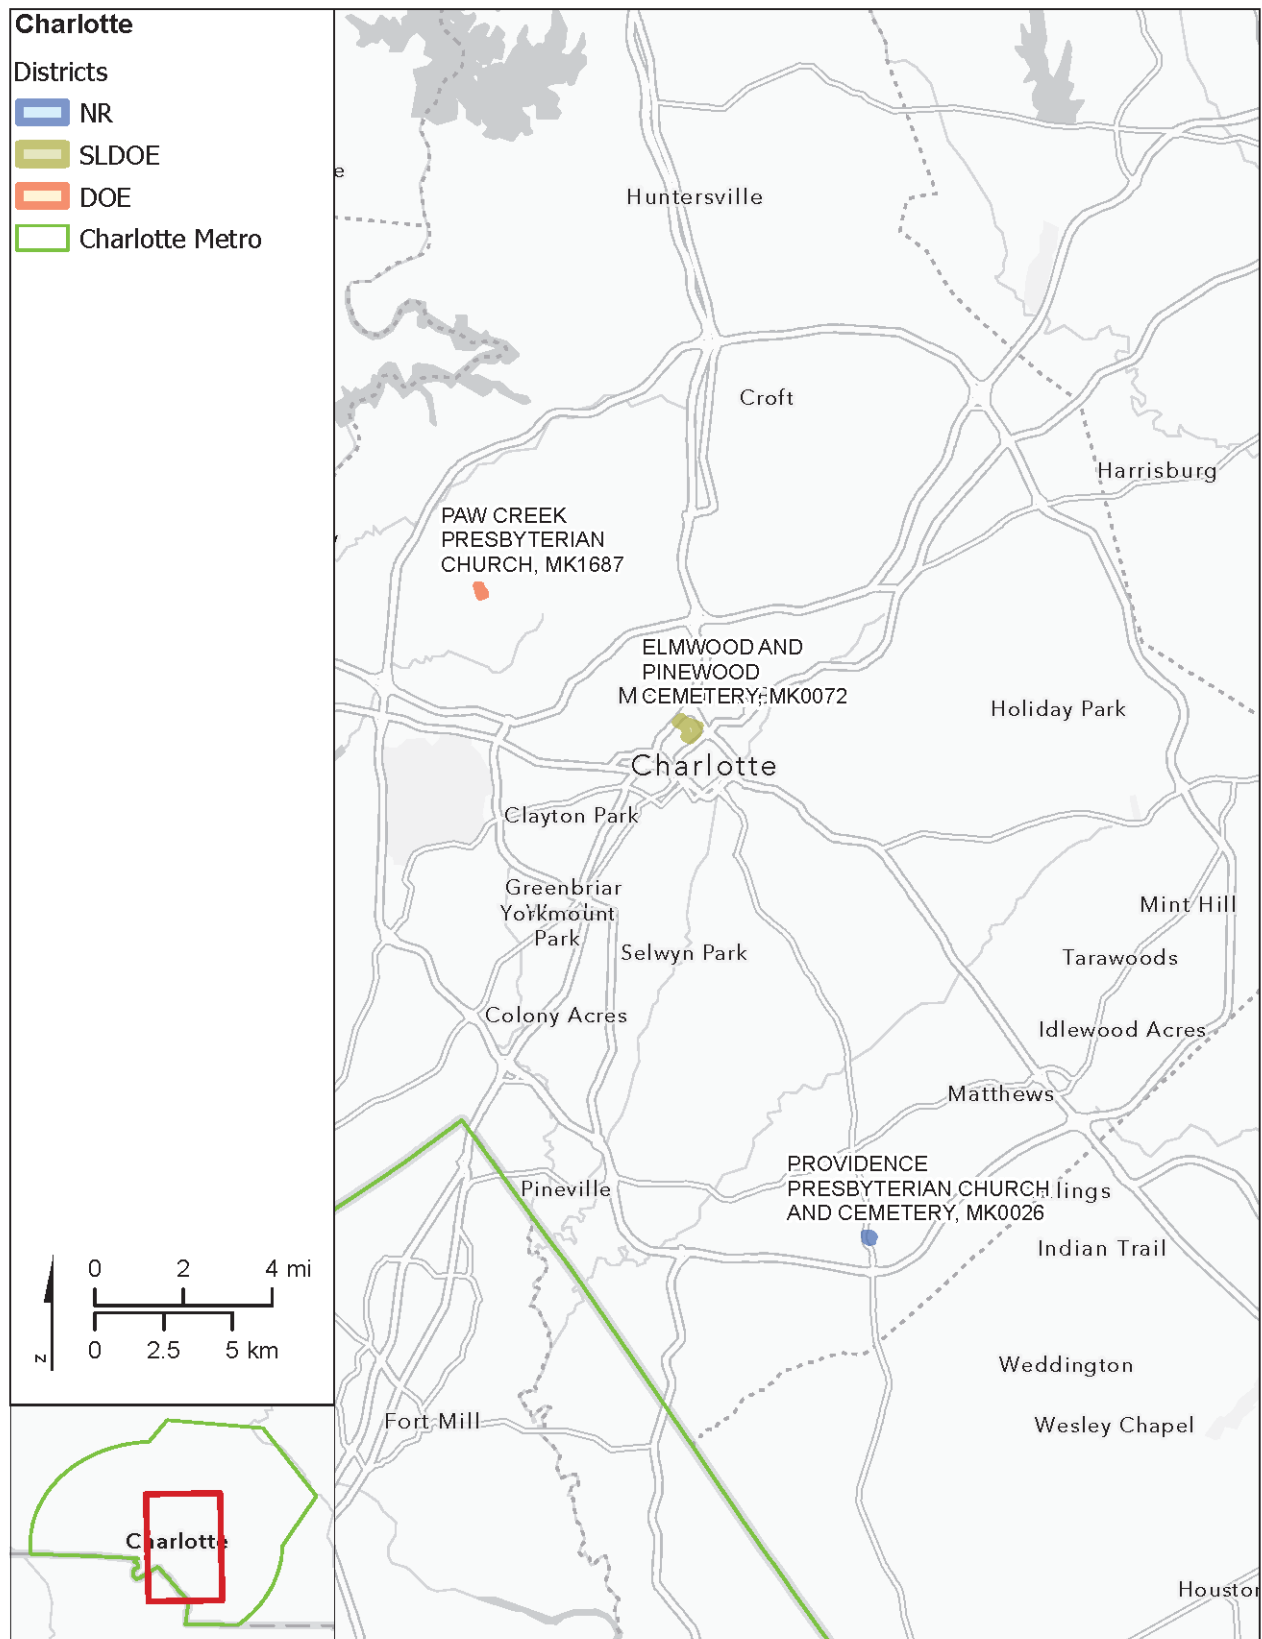 Charlotte
Districts
NR
SLDOE
DOE
Charlotte Metro
Huntersville
Croft
Harrisburg
PAW CREEK
PRESBYTERIAN
CHURCH, MK1687
ELMWOOD AND
PINEWOOD
CEMETERY, MK0072
Holiday Park
Charlotte
Clayton Park
Greenbriar
Yorkmount
Park
Mint Hill
Selwyn Park
Tarawoods
Colony Acres
Idlewood Acres
Matthews
PROVIDENCE
PRESBYTERIAN CHURCH
AND CEMETERY, MK0026
lings
Pineville
Indian Trail
0 2 4 mi
0 2.5 5 km
N
Weddington
Fort Mill
Wesley Chapel
Charlotte
Houston